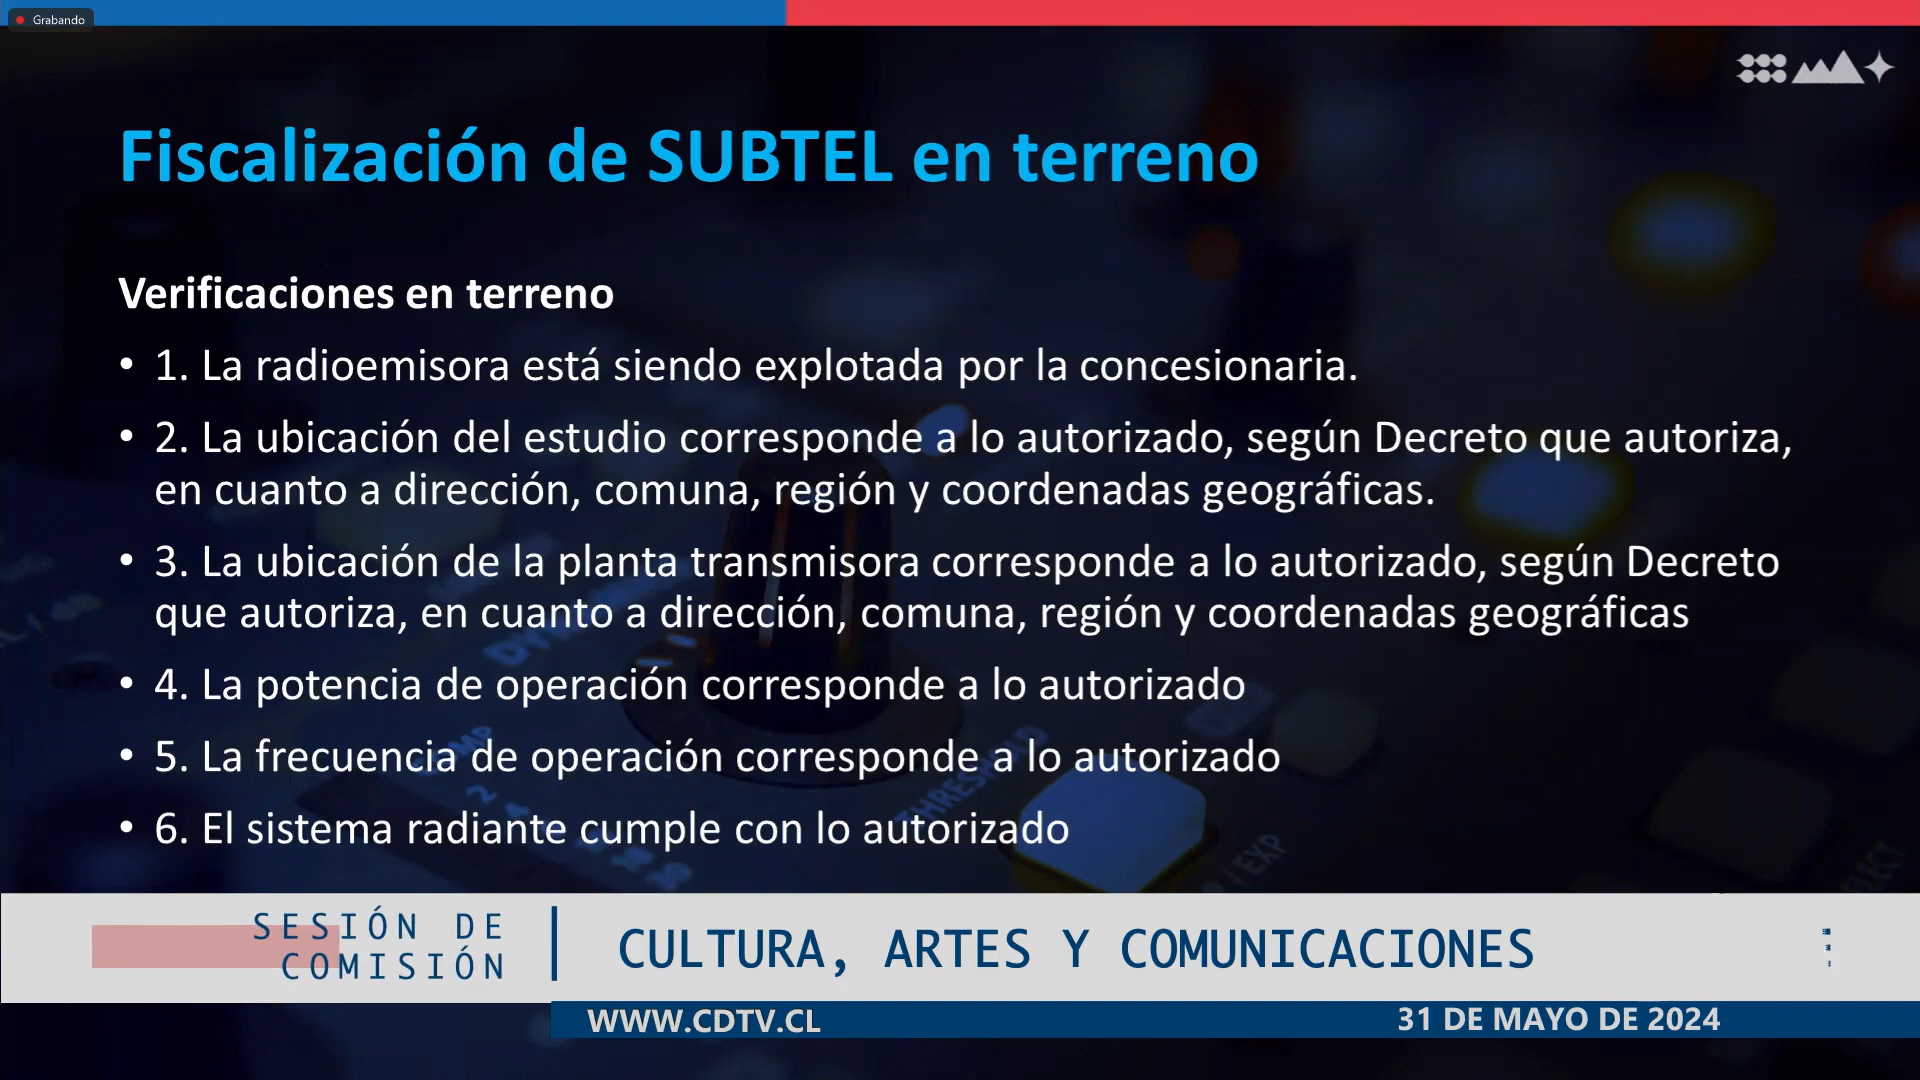 Grabando
Fiscalización de SUBTEL en terreno
Verificaciones en terreno
• 1. La radioemisora está siendo explotada por la concesionaria.
• 2. La ubicación del estudio corresponde a lo autorizado, según Decreto que autoriza,
en cuanto a dirección, comuna, región y coordenadas geográficas.
• 3. La ubicación de la planta transmisora corresponde a lo autorizado, según Decreto
que autoriza, en cuanto a dirección, comuna, región y coordenadas geográficas
• 4. La potencia de operación corresponde a lo autorizado
• 5. La frecuencia de operación corresponde a lo autorizado
• 6. El sistema radiante cumple con lo autorizado
THRESHOLD
/ EXP
SESIÓN DE
COMISIÓN
CULTURA, ARTES Y COMUNICACIONES
WWW.CDTV.CL
31 DE MAYO DE 2024